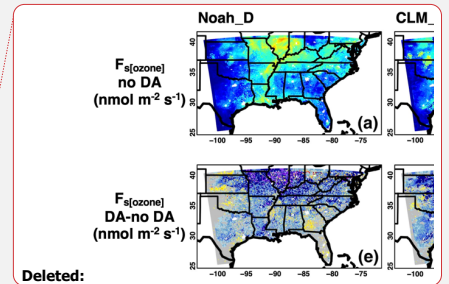 Noah_D CLM_
F s[ozone]
no DA
(nmol m-2 s-1)
40
35
30
25
(a)
-100 -95 -90 -85 -80 -75 -100
F s[ozone]
DA-no DA
(nmol m-2 s-1)
40
35
30
25
(e)
-100 -95 -90 -85 -80 -75 -100
Deleted: